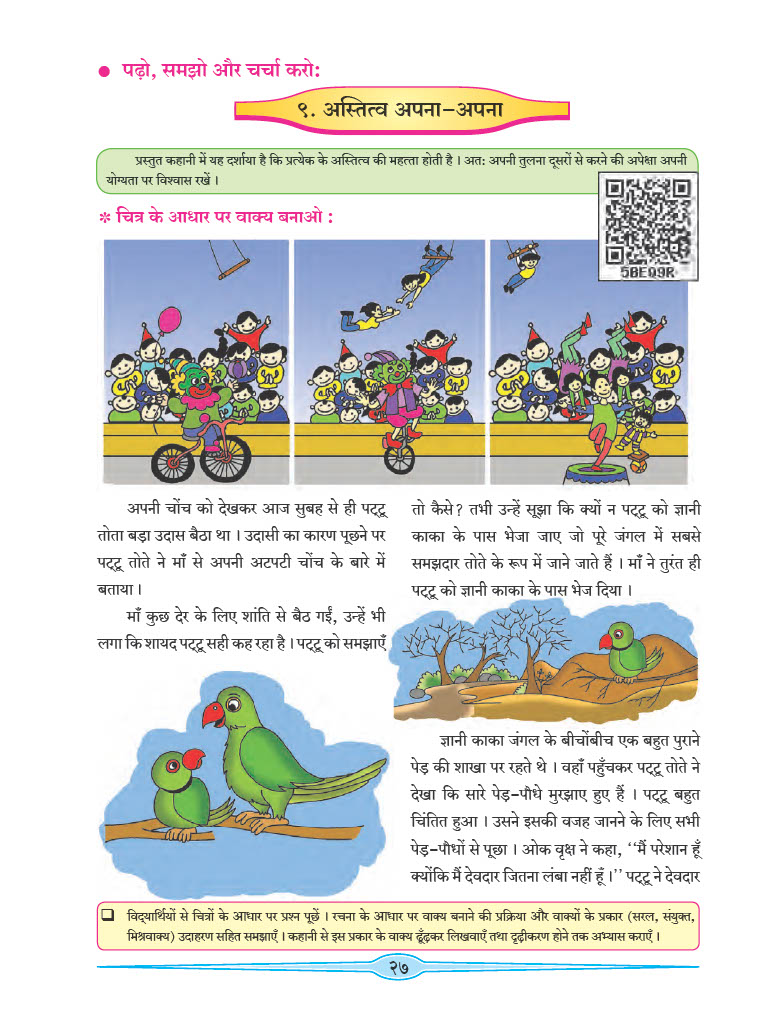 ● पढ़ो, समझो और चर्चा करो:
९. अस्तित्व अपना-अपना
प्रस्तुत कहानी में यह दर्शाया है कि प्रत्येक के अस्तित्व की महत्ता होती है । अत: अपनी तुलना दूसरों से करने की अपेक्षा अपनी
योग्यता पर विश्वास रखें ।
* चित्र के आधार पर वाक्य बनाओ :
5BEQ9R
अपनी चोंच को देखकर आज सुबह से ही पट्टू
तोता बड़ा उदास बैठा था । उदासी का कारण पूछने पर
पट्टू तोते ने माँ से अपनी अटपटी चोंच के बारे में
बताया ।
माँ कुछ देर के लिए शांति से बैठ गईं, उन्हें भी
लगा कि शायद पट्टू सही कह रहा है । पट्टू को समझाएँ
तो कैसे? तभी उन्हें सूझा कि क्यों न पट्टू को ज्ञानी
काका के पास भेजा जाए जो पूरे जंगल में सबसे
समझदार तोते के रूप में जाने जाते हैं । माँ ने तुरंत ही
पट्टू को ज्ञानी काका के पास भेज दिया ।
ज्ञानी काका जंगल के बीचोंबीच एक बहुत पुराने
पेड़ की शाखा पर रहते थे । वहाँ पहुँचकर पट्टू तोते ने
देखा कि सारे पेड़-पौधे मुरझाए हुए हैं । पट्टू बहुत
चिंतित हुआ । उसने इसकी वजह जानने के लिए सभी
पेड़-पौधों से पूछा । ओक वृक्ष ने कहा, ‘‘मैं परेशान हूँ
क्योंकि मैं देवदार जितना लंबा नहीं हूँ ।’’ पट्टू ने देवदार
❑ विद्यार्थियों से चित्रों के आधार पर प्रश्न पूछें । रचना के आधार पर वाक्य बनाने की प्रक्रिया और वाक्यों के प्रकार (सरल, संयुक्त,
मिश्रवाक्य) उदाहरण सहित समझाएँ । कहानी से इस प्रकार के वाक्य ढूँढ़कर लिखवाएँ तथा दृढ़ीकरण होने तक अभ्यास कराएँ ।
२७